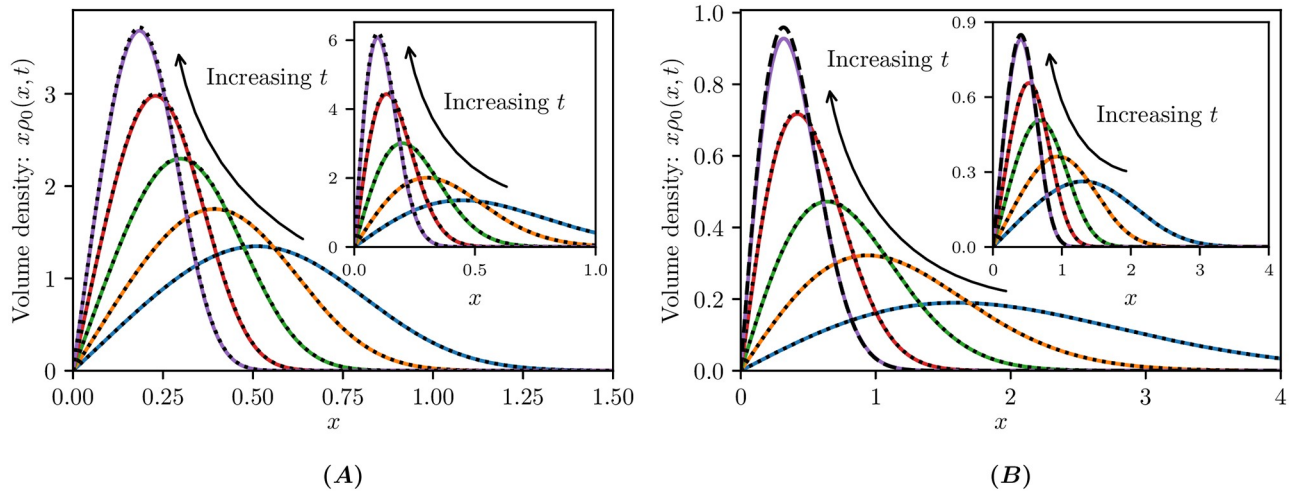 Volume density: xρ₀(x, t)
3
2
1
0
0.00 0.25 0.50 0.75 1.00 1.25 1.50
x
Increasing t
6
4
2
0
0.0 0.5 1.0
x
Increasing t
(A)
Volume density: xρ₀(x, t)
1.0
0.8
0.6
0.4
0.2
0.0
0 1 2 3 4
x
Increasing t
0.9
0.6
0.3
0.0
0 1 2 3 4
x
Increasing t
(B)